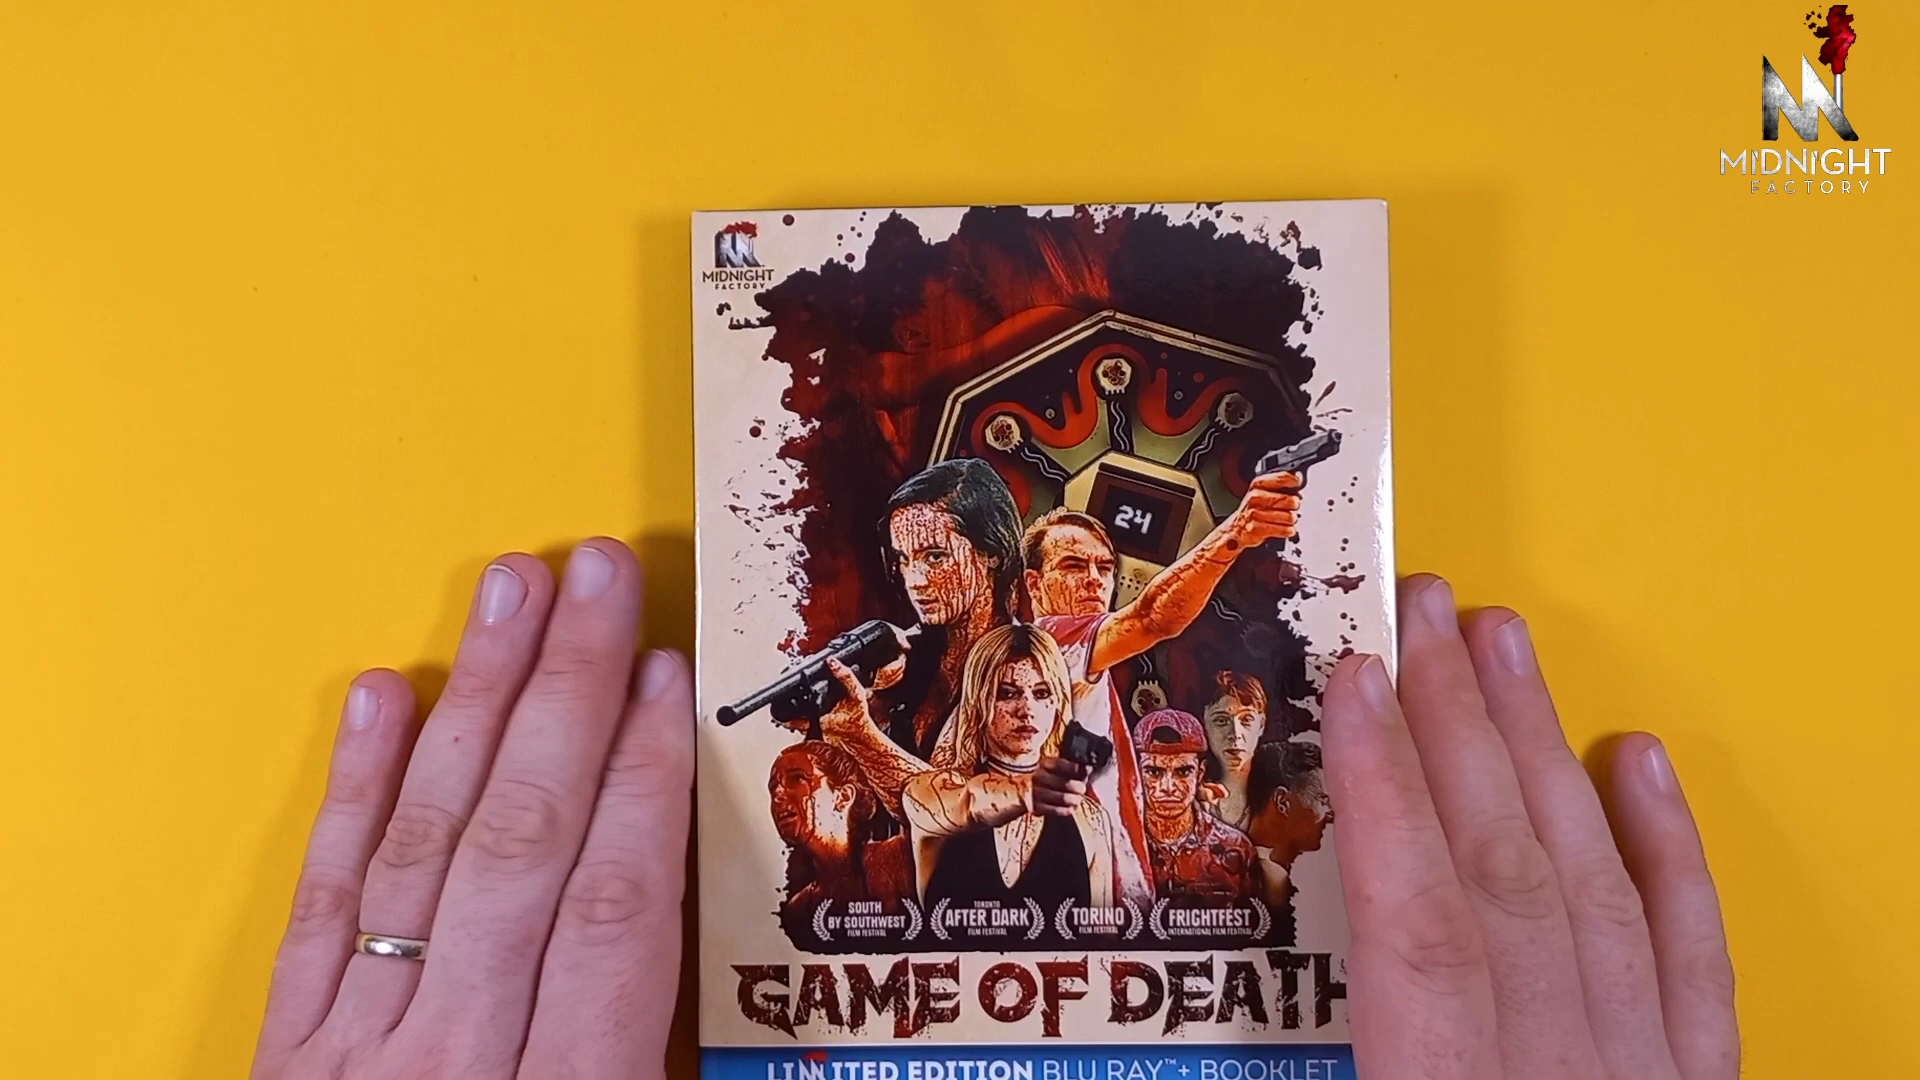 MIDNIGHT
FACTORY
MIDNIGHT
FACTORY
24
SOUTH
BY SOUTHWEST
FILM FESTIVAL
TORONTO
AFTER DARK
FILM FESTIVAL
TORINO
FILM FESTIVAL
FRIGHTFEST
INTERNATIONAL FILM FESTIVAL
GAME OF DEATH
LIMITED EDITION BLU RAY™ + BOOKLET